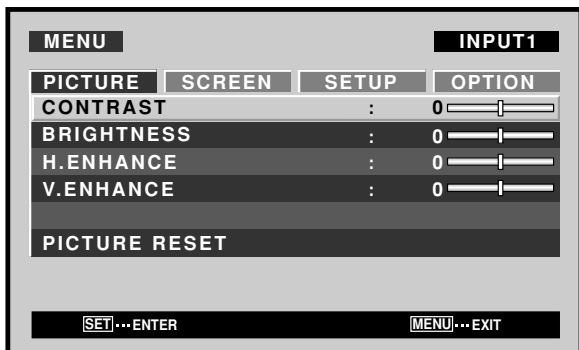 MENU INPUT1
PICTURE SCREEN SETUP OPTION
CONTRAST : 0
BRIGHTNESS : 0
H.ENHANCE : 0
V.ENHANCE : 0
PICTURE RESET
SET···ENTER MENU···EXIT